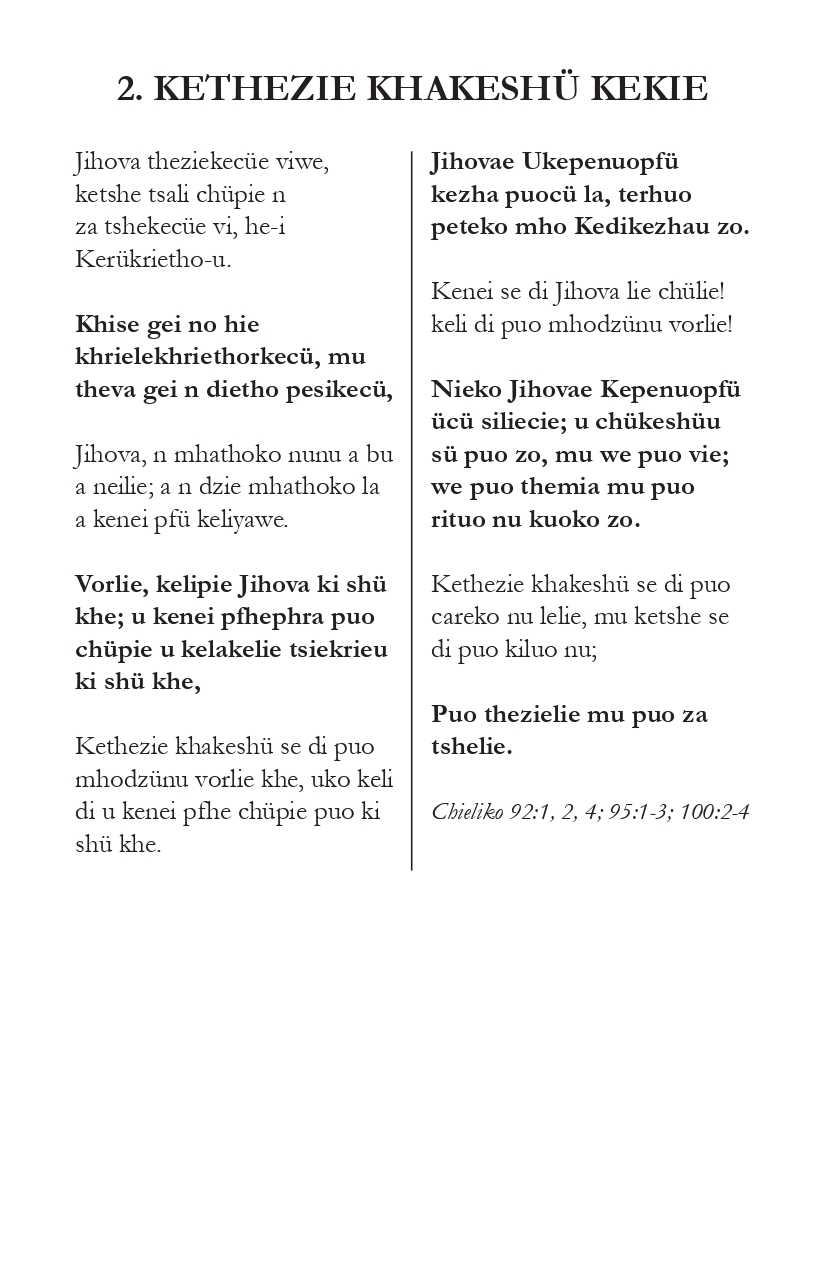 2. KETHEZIE KHAKESHÜ KEKIE
Jihova theziekecüe viwe,
ketshe tsali chüpie n
za tshekecüe vi, he-i
Kerükrietho-u.
Khise gei no hie
khrielekhriethorkecü, mu
theva gei n dietho pesikecü,
Jihova, n mhathoko nunu a bu
a neilie; a n dzie mhathoko la
a kenei pfü keliyawe.
Vorlie, kelipie Jihova ki shü
khe; u kenei pfhephra puo
chüpie u kelakelie tsiekrieu
ki shü khe,
Kethezie khakeshü se di puo
mhodzünu vorlie khe, uko keli
di u kenei pfhe chüpie puo ki
shü khe.
Jihovae Ukepenuopfü
kezha puocü la, terhuo
peteko mho Kedikezhau zo.
Kenei se di Jihova lie chülie!
keli di puo mhodzünu vorlie!
Nieko Jihovae Kepenuopfü
ücü siliecie; u chükeshüu
sü puo zo, mu we puo vie;
we puo themia mu puo
rituo nu kuoko zo.
Kethezie khakeshü se di puo
careko nu lelie, mu ketshe se
di puo kiluo nu;
Puo thezielie mu puo za
tshelie.
Chieliko 92:1, 2, 4; 95:1-3; 100:2-4